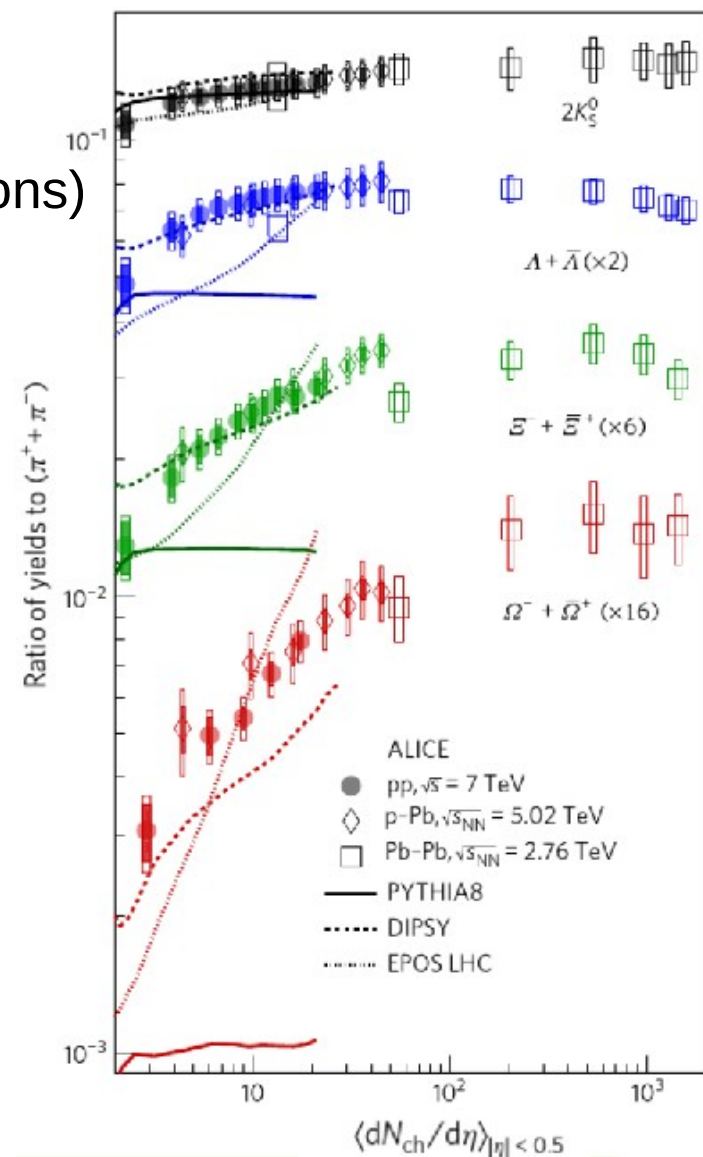 ons)
10⁻¹
2K⁰_S
Λ + Λ̅ (×2)
Ξ⁻ + Ξ̅⁺ (×6)
10⁻²
Ω⁻ + Ω̅⁺ (×16)
Ratio of yields to (π⁺+ π⁻)
ALICE
pp, √s = 7 TeV
p–Pb, √s_NN = 5.02 TeV
Pb–Pb, √s_NN = 2.76 TeV
PYTHIA8
DIPSY
EPOS LHC
10⁻³
10 10² 10³
⟨dN_ch/dη⟩_|η| < 0.5